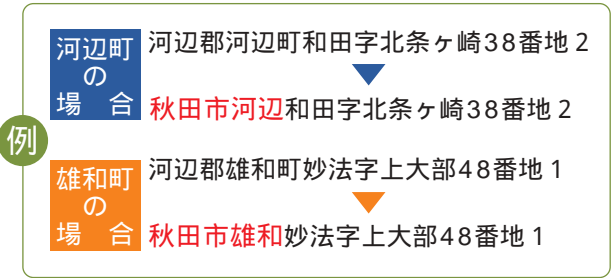 例
河辺町
の
場　合
河辺郡河辺町和田字北条ヶ崎38番地2
秋田市河辺和田字北条ヶ崎38番地2
雄和町
の
場　合
河辺郡雄和町妙法字上大部48番地1
秋田市雄和妙法字上大部48番地1